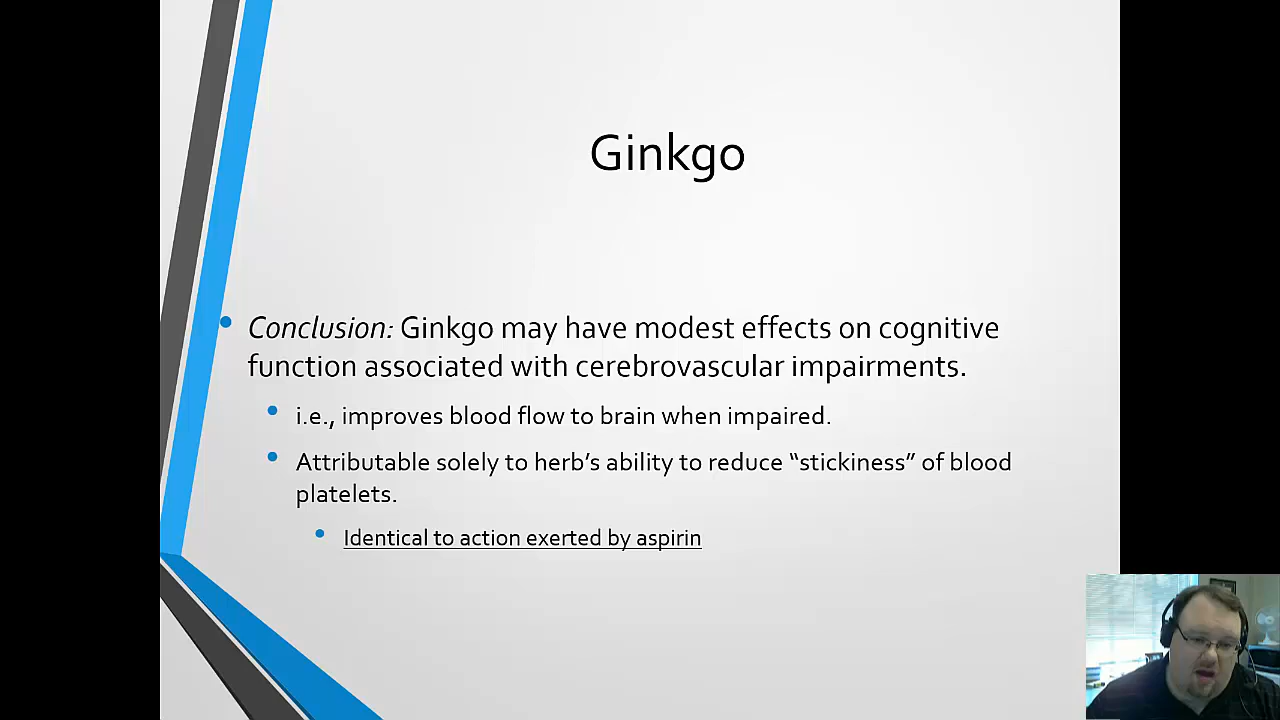 Ginkgo
• Conclusion: Ginkgo may have modest effects on cognitive
function associated with cerebrovascular impairments.
• i.e., improves blood flow to brain when impaired.
• Attributable solely to herb’s ability to reduce “stickiness” of blood
platelets.
• Identical to action exerted by aspirin